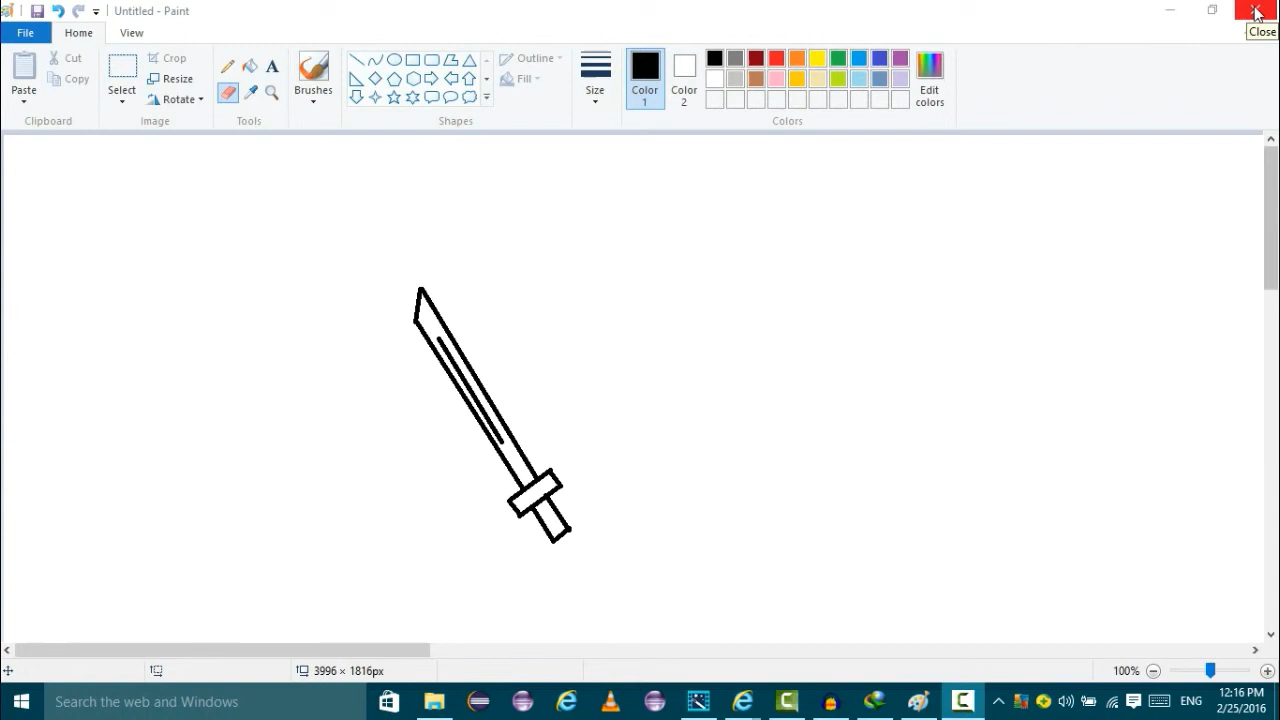 Untitled - Paint
Close
File Home View
Paste
Cut
Copy
Clipboard
Select
Crop
Resize
Rotate
Image
A
Tools
Brushes
Outline
Fill
Shapes
Size
Color 1
Color 2
Edit colors
Colors
3996 × 1816px
100%
Search the web and Windows
ENG
12:16 PM
2/25/2016